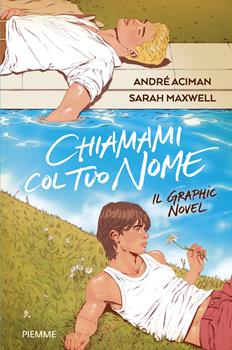 ANDRÉ ACIMAN
SARAH MAXWELL
CHIAMAMI
COL TUO NOME
IL GRAPHIC
NOVEL
PIEMME